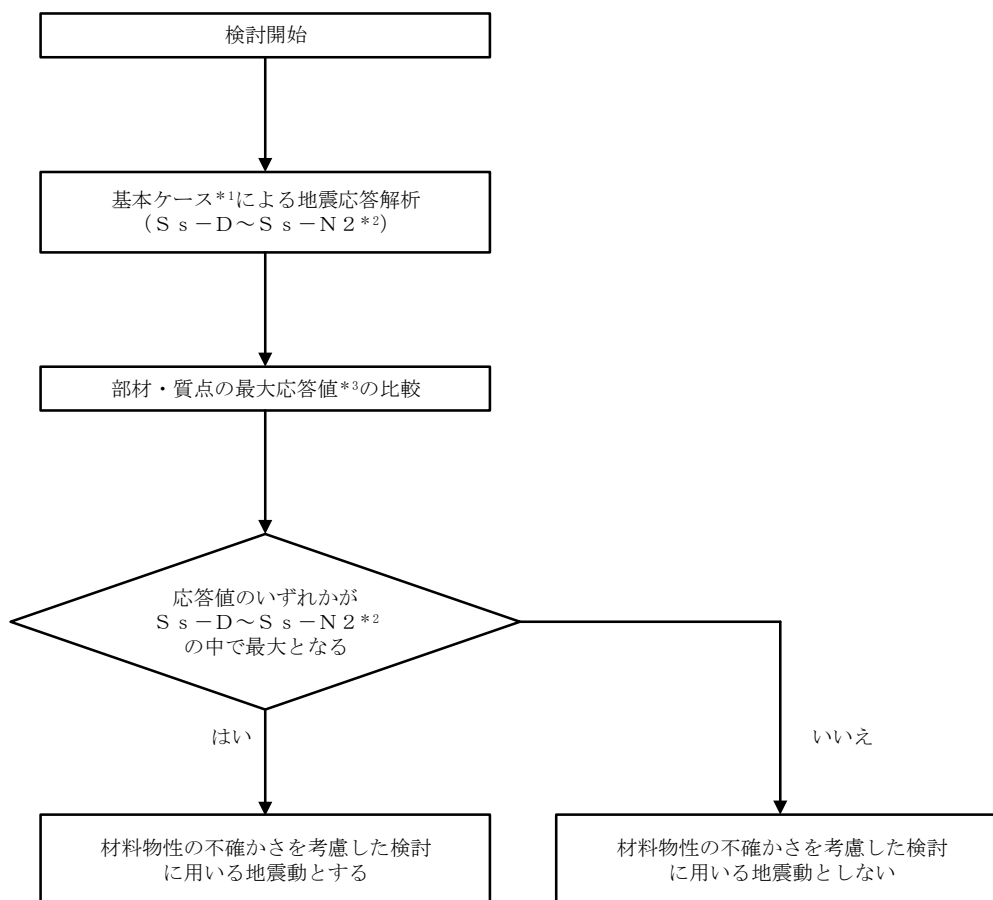 検討開始
基本ケース*1による地震応答解析
（Ｓｓ－Ｄ～Ｓｓ－Ｎ２*2）
部材・質点の最大応答値*3の比較
応答値のいずれかが
Ｓｓ－Ｄ～Ｓｓ－Ｎ２*2
の中で最大となる
はい
いいえ
材料物性の不確かさを考慮した検討
に用いる地震動とする
材料物性の不確かさを考慮した検討
に用いる地震動としない